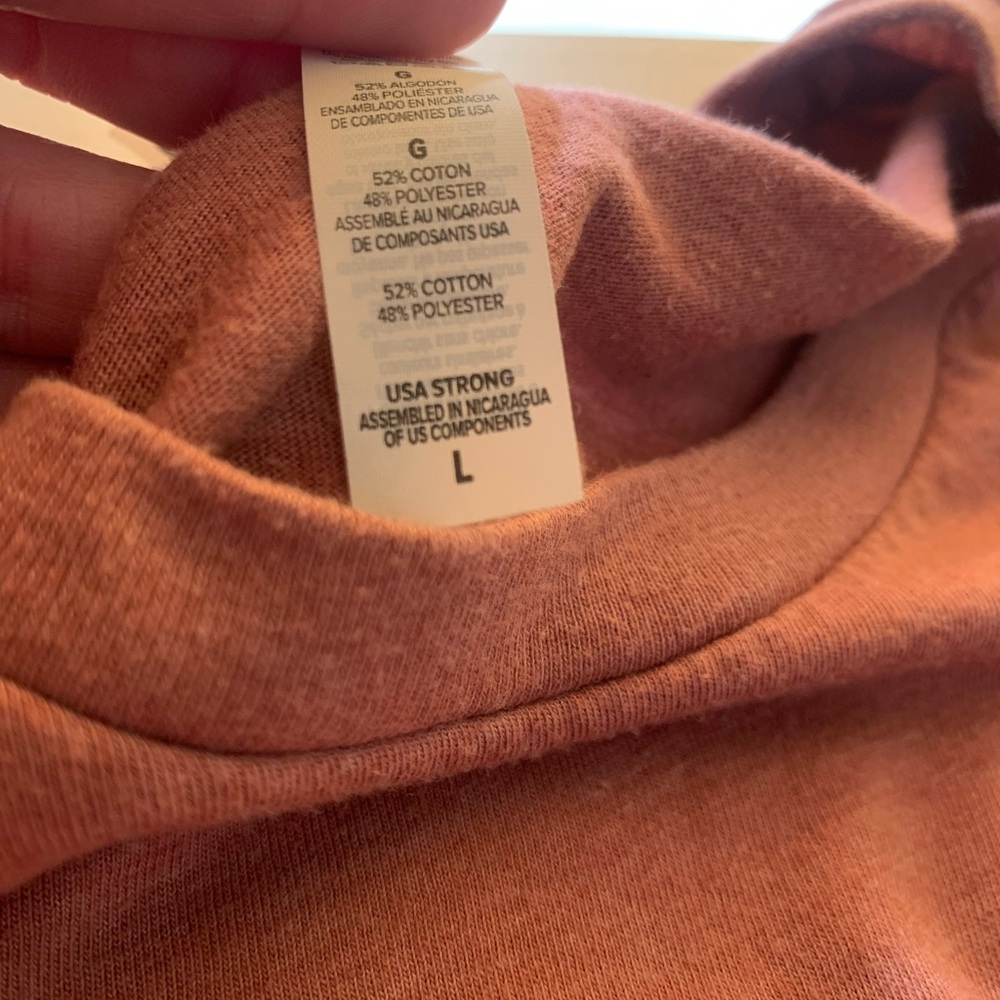 G
52% ALGODÓN
48% POLIÉSTER
ENSAMBLADO EN NICARAGUA
DE COMPONENTES DE USA
G
52% COTON
48% POLYESTER
ASSEMBLÉ AU NICARAGUA
DE COMPOSANTS USA
52% COTTON
48% POLYESTER
USA STRONG
ASSEMBLED IN NICARAGUA
OF US COMPONENTS
L